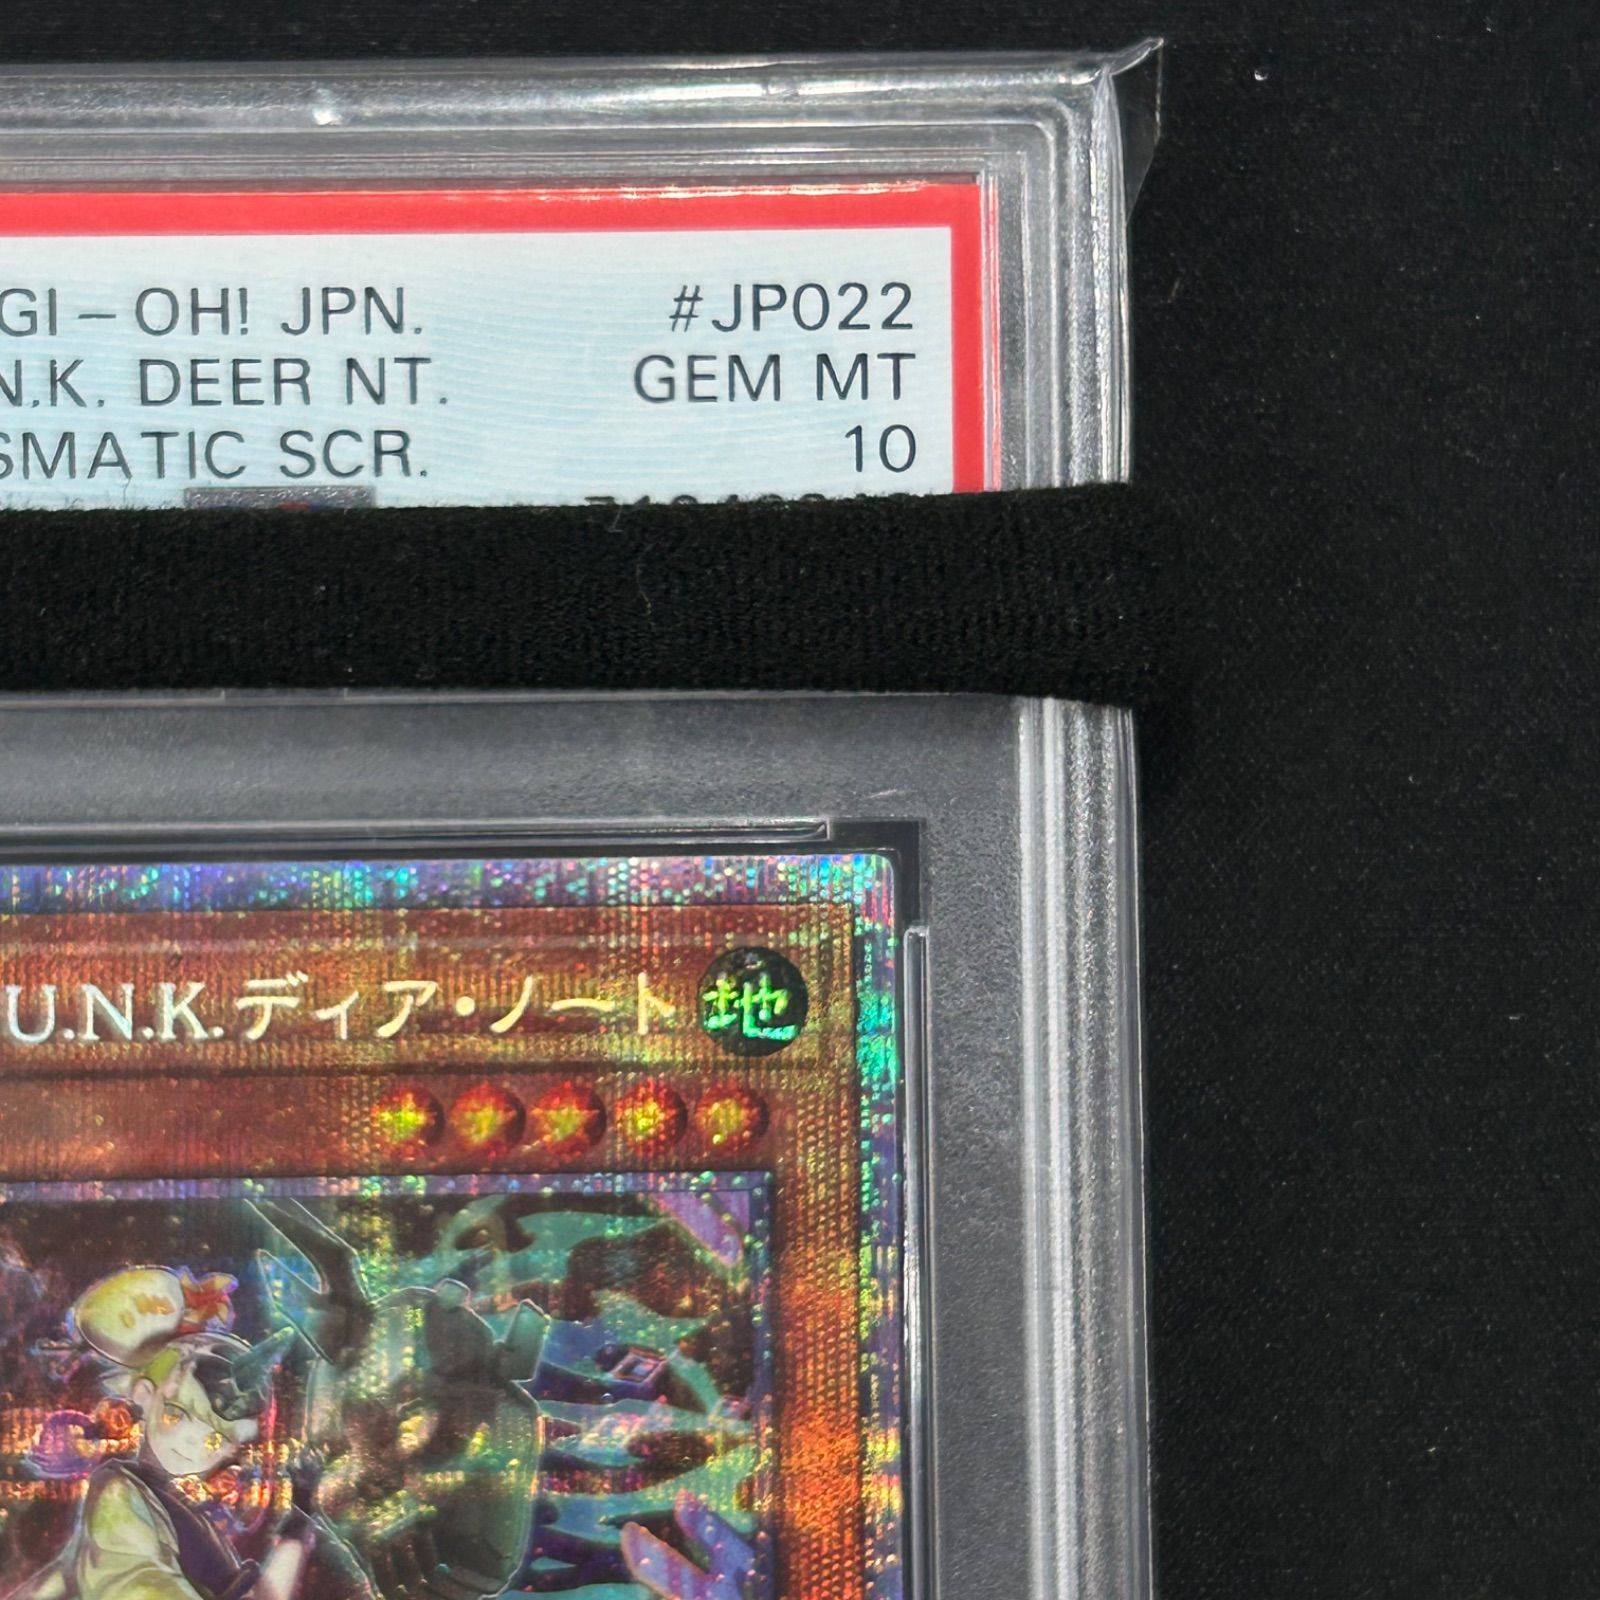 GI-OH! JPN. #JP022
N.K. DEER NT. GEM MT
SMATIC SCR. 10
U.N.K.ディア・ノート 地